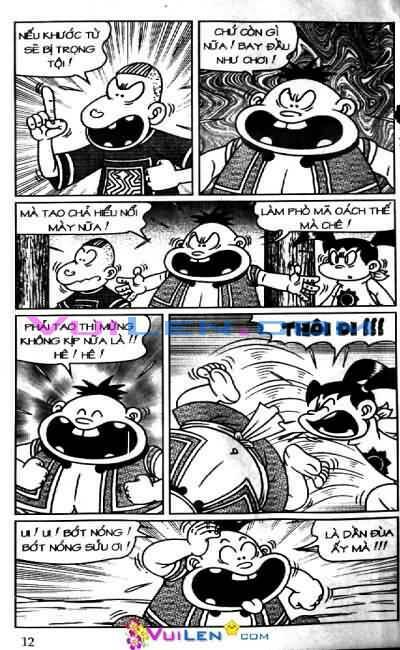 NẾU KHƯỚC TỪ
SẼ BỊ TRỌNG
TỘI!
CHỨ CÒN GÌ
NỮA! BAY ĐẦU
NHƯ CHƠI!
MÀ TAO CHẢ HIỂU NỔI
MÀY NỮA!
LÀM PHÒ MÃ OÁCH THẾ
MÀ CHÊ!
PHẢI TAO THÌ MỪNG
KHÔNG KỊP NỮA LÀ!!
HÊ! HÊ!
THÔI ĐI!!!
UI! UI! BỚT NÓNG!
BỚT NÓNG SỬU ƠI!
LÀ DẦN ĐÙA
ẤY MÀ!!!
12
VUILEN.COM